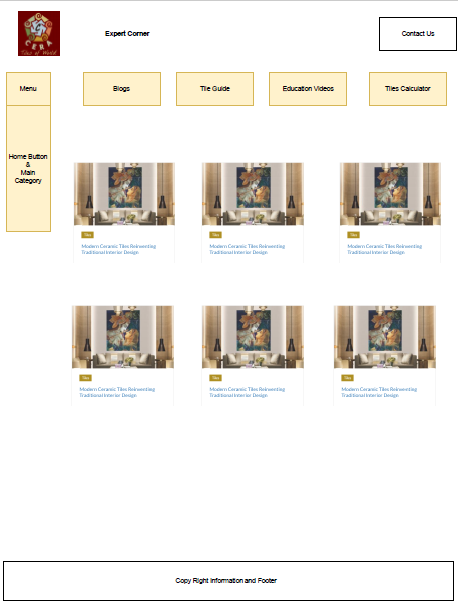 CERA
Tiles of World
Expert Corner
Contact Us
Menu
Blogs
Tile Guide
Education Videos
Tiles Calculator
Home Button
&
Main
Category
Tiles
Modern Ceramic Tiles Reinventing
Traditional Interior Design
Tiles
Modern Ceramic Tiles Reinventing
Traditional Interior Design
Tiles
Modern Ceramic Tiles Reinventing
Traditional Interior Design
Tiles
Modern Ceramic Tiles Reinventing
Traditional Interior Design
Tiles
Modern Ceramic Tiles Reinventing
Traditional Interior Design
Tiles
Modern Ceramic Tiles Reinventing
Traditional Interior Design
Copy Right Information and Footer